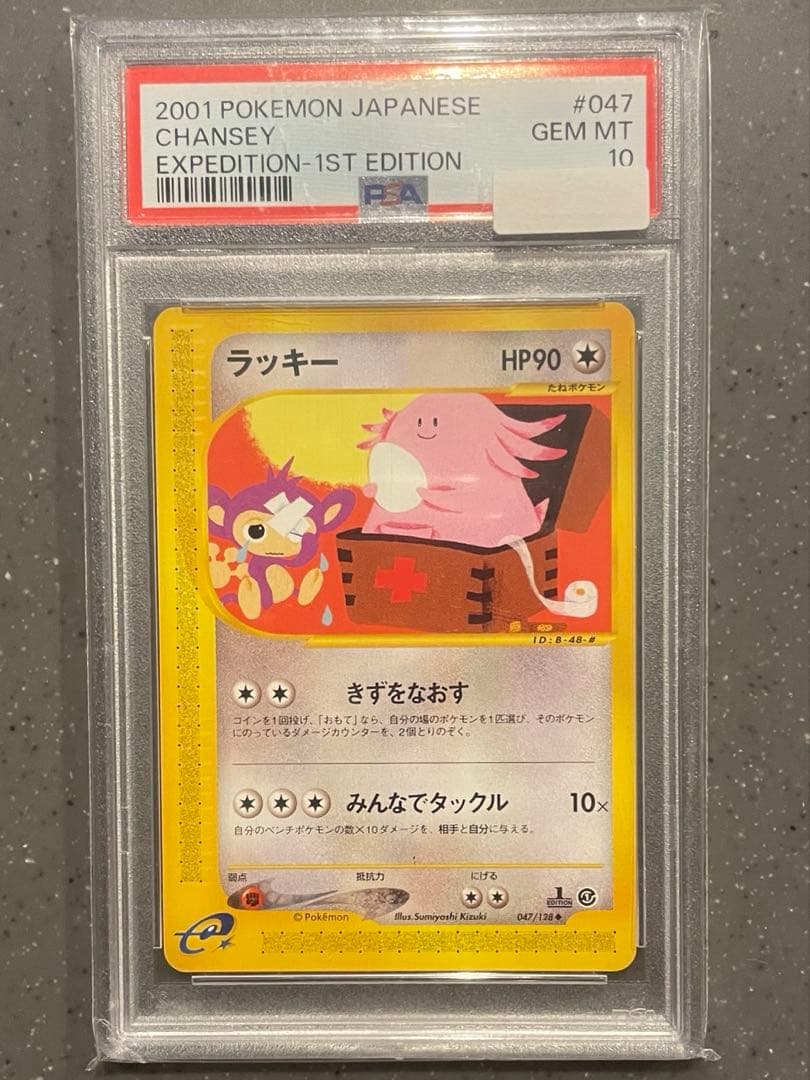 2001 POKEMON JAPANESE #047
CHANSEY GEM MT
EXPEDITION-1ST EDITION 10
PSA
ラッキー HP90
たねポケモン
ID:B-48-#
きずをなおす
コインを1回投げ、「おもて」なら、自分の場のポケモンを1匹選び、そのポケモン
にのっているダメージカウンターを、2個とりのぞく。
みんなでタックル 10×
自分のベンチポケモンの数×10ダメージを、相手と自分に与える。
弱点 抵抗力 にげる
1
EDITION
© Pokémon Illus.Sumiyoshi Kizuki 047/128◆
e